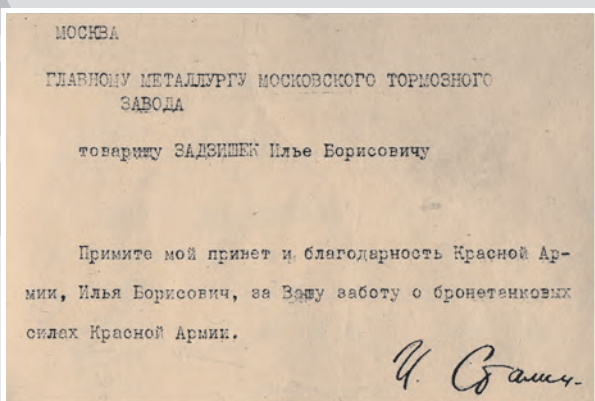 МОСКВА
ГЛАВНОМУ МЕТАЛЛУРГУ МОСКОВСКОГО ТОРМОЗНОГО
ЗАВОДА
товарищу ЗАДЗИШЕК Илье Борисовичу
Примите мой привет и благодарность Красной Ар-
мии, Илья Борисович, за Вашу заботу о бронетанковых
силах Красной Армии.
И. Сталин.